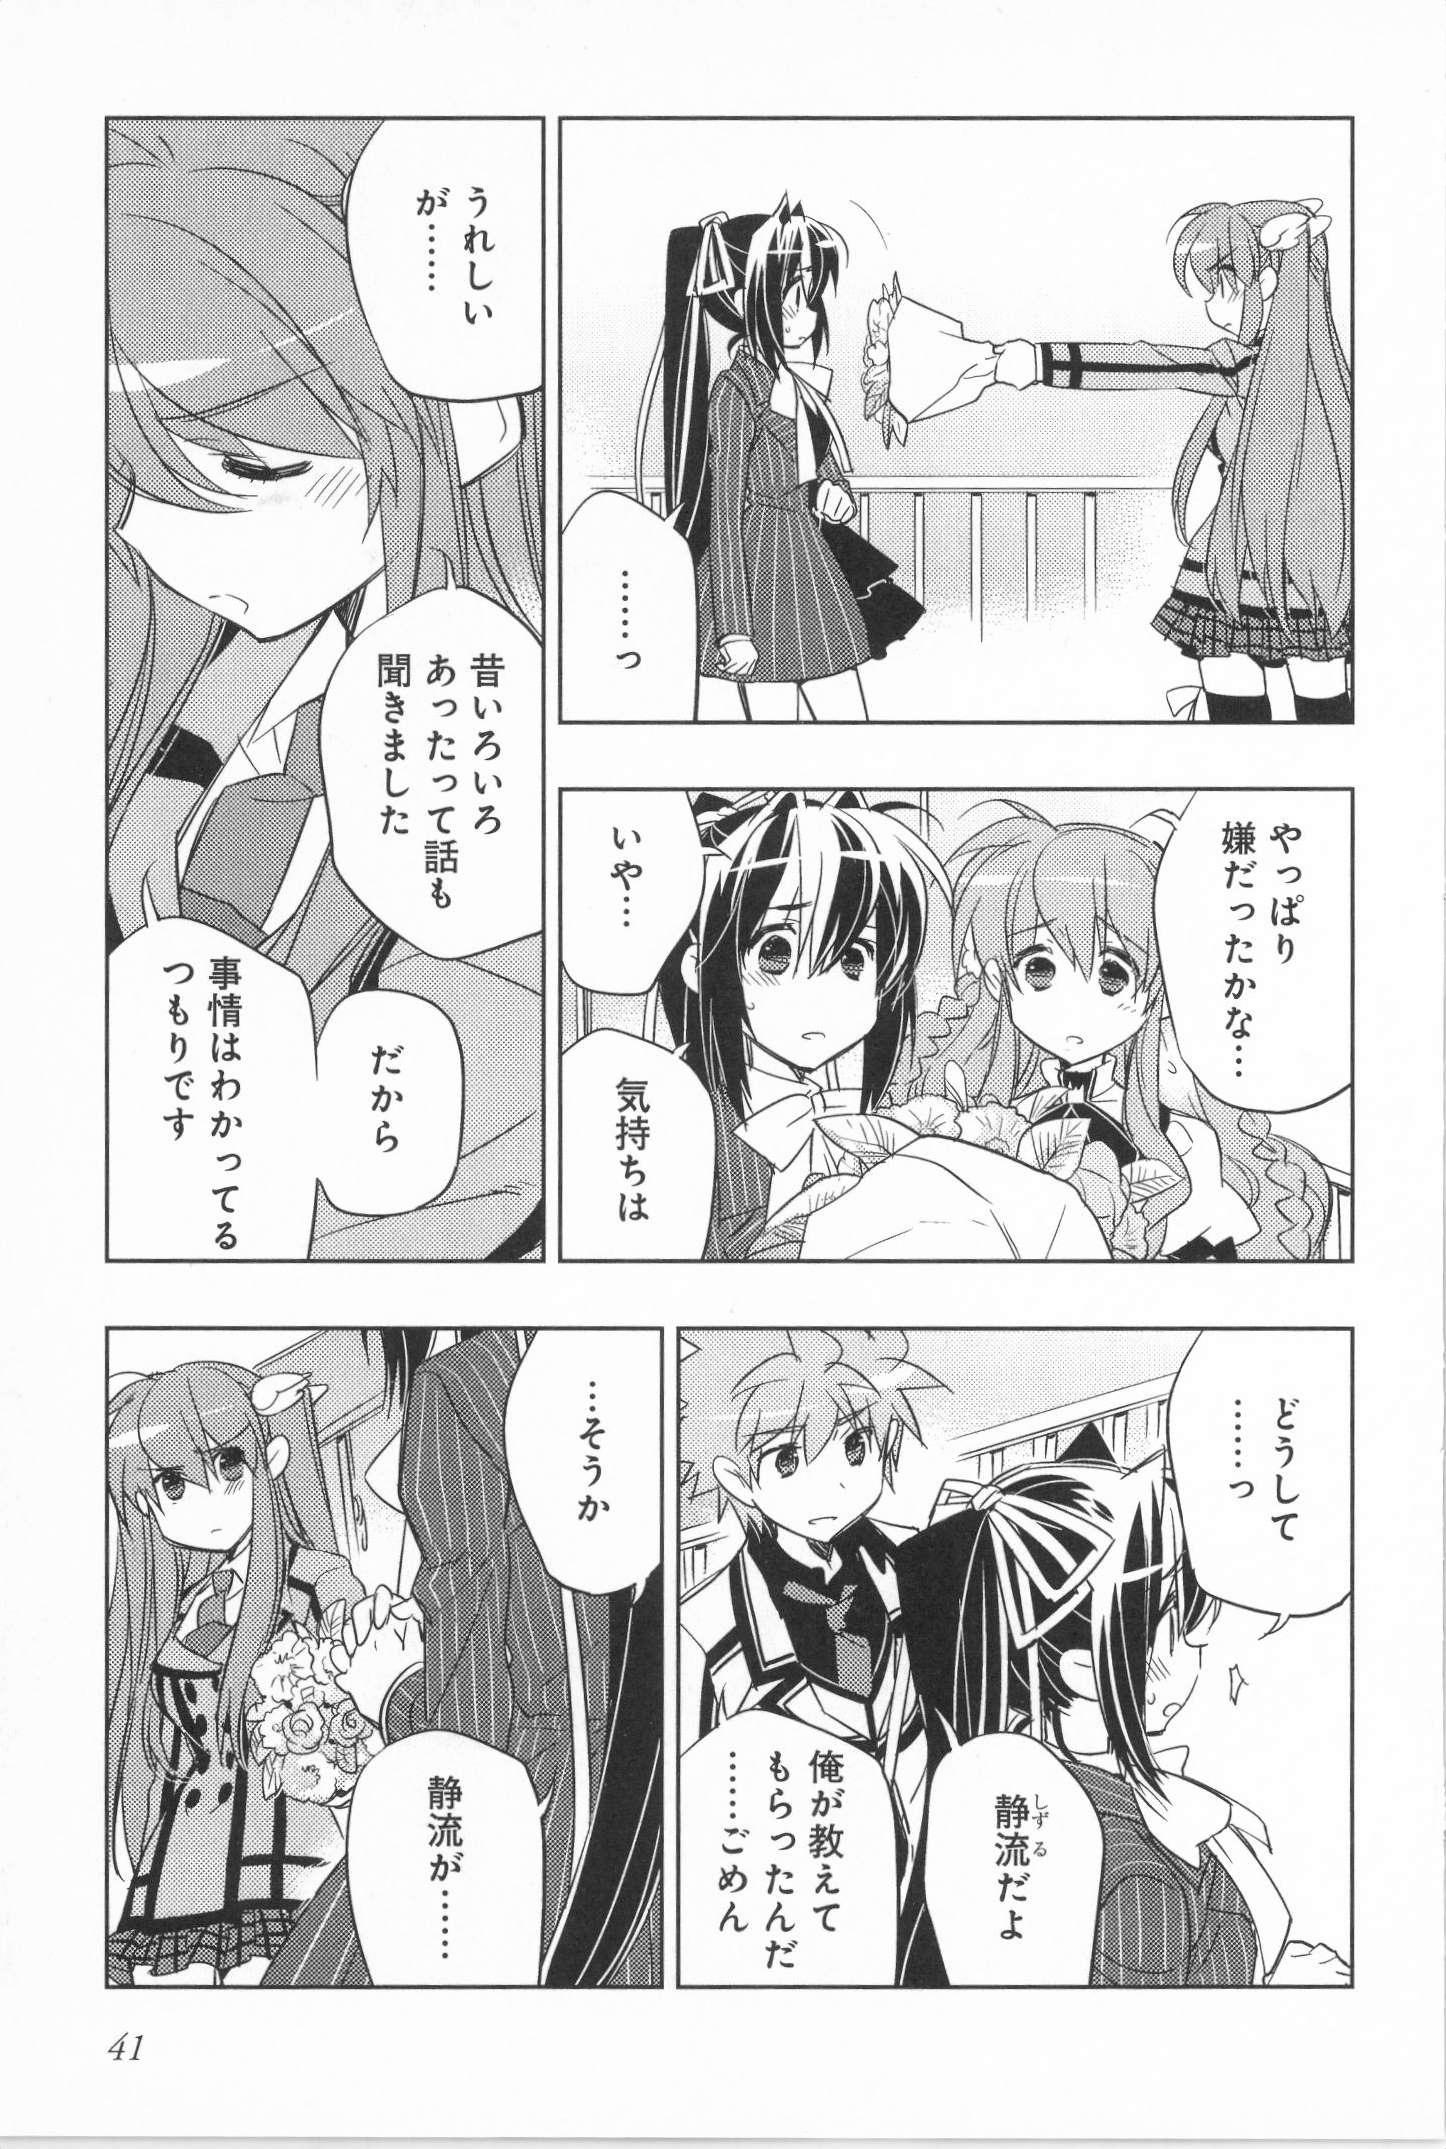 ……っ
やっぱり
嫌だったかな…
いや…
気持ちは
うれしい
が……
昔いろいろ
あったって話も
聞きました
だから
事情はわかってる
つもりです
どうして
……っ
静流だよ
しずる
俺が教えて
もらったんだ
……ごめん
…そうか
静流が……
41